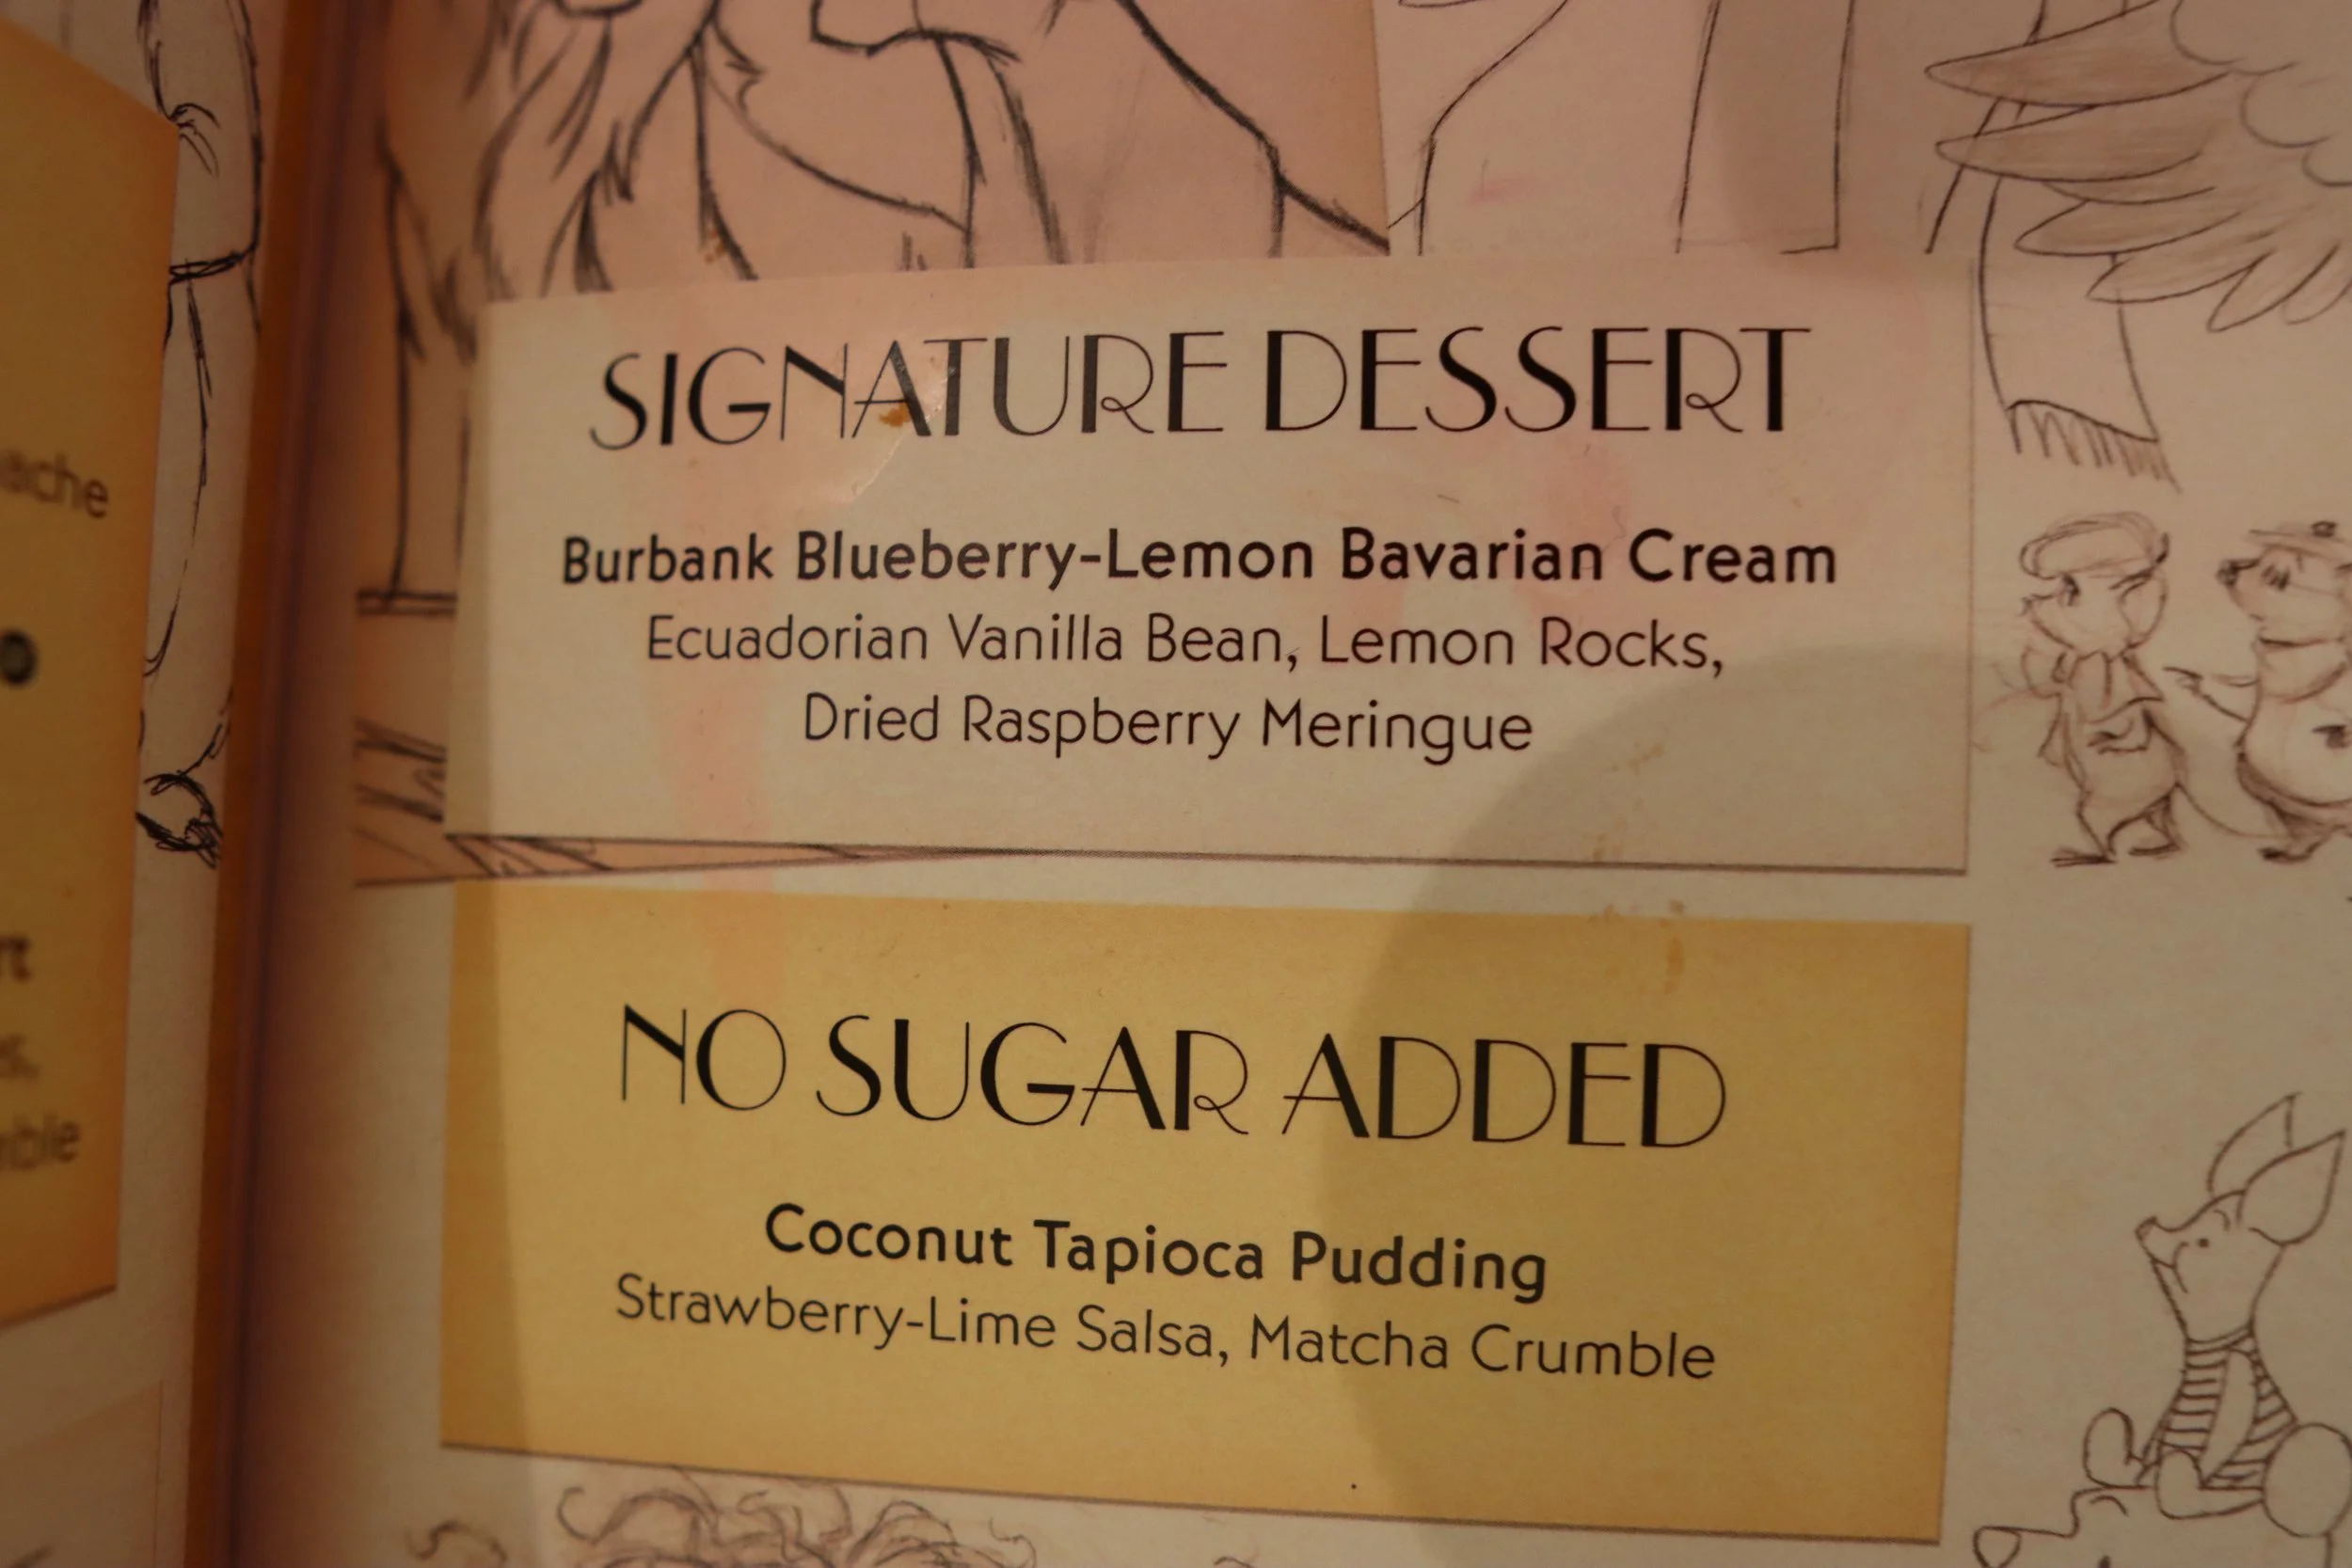 SIGNATURE DESSERT
Burbank Blueberry-Lemon Bavarian Cream
Ecuadorian Vanilla Bean, Lemon Rocks,
Dried Raspberry Meringue
NO SUGAR ADDED
Coconut Tapioca Pudding
Strawberry-Lime Salsa, Matcha Crumble